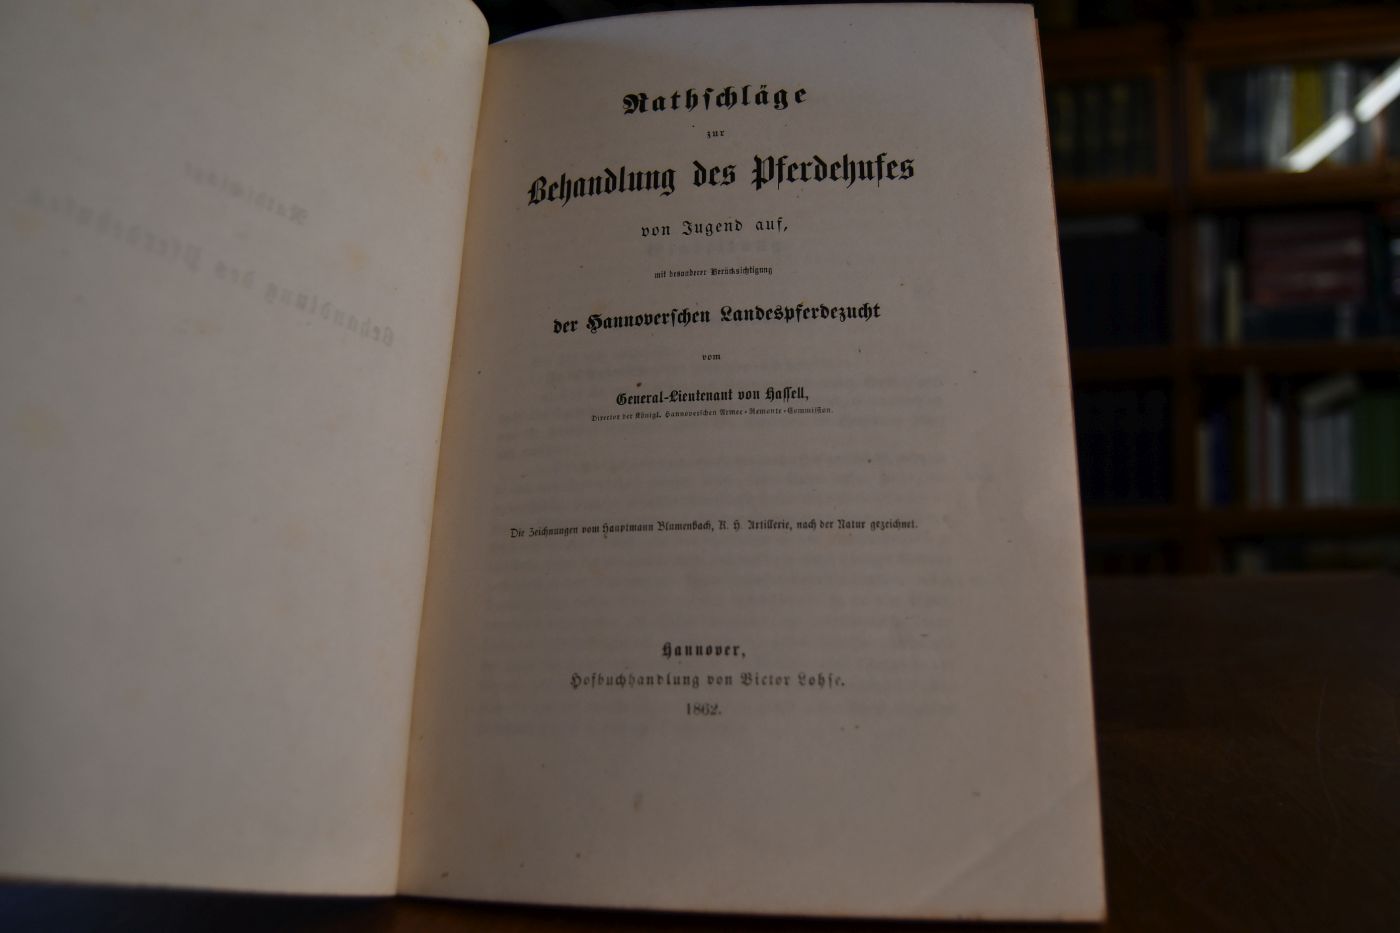 Rathschläge
zur
Behandlung des Pferdehufes
von Jugend auf,
mit besonderer Berücksichtigung
der Hannoverschen Landespferdezucht
vom
General-Lieutenant von Hassell,
Director der Königl. Hannoverschen Armee-Remonte-Commission.
Die Zeichnungen vom Hauptmann Blumenbach, K. H. Artillerie, nach der Natur gezeichnet.
Hannover,
Hofbuchhandlung von Victor Lohse.
1862.